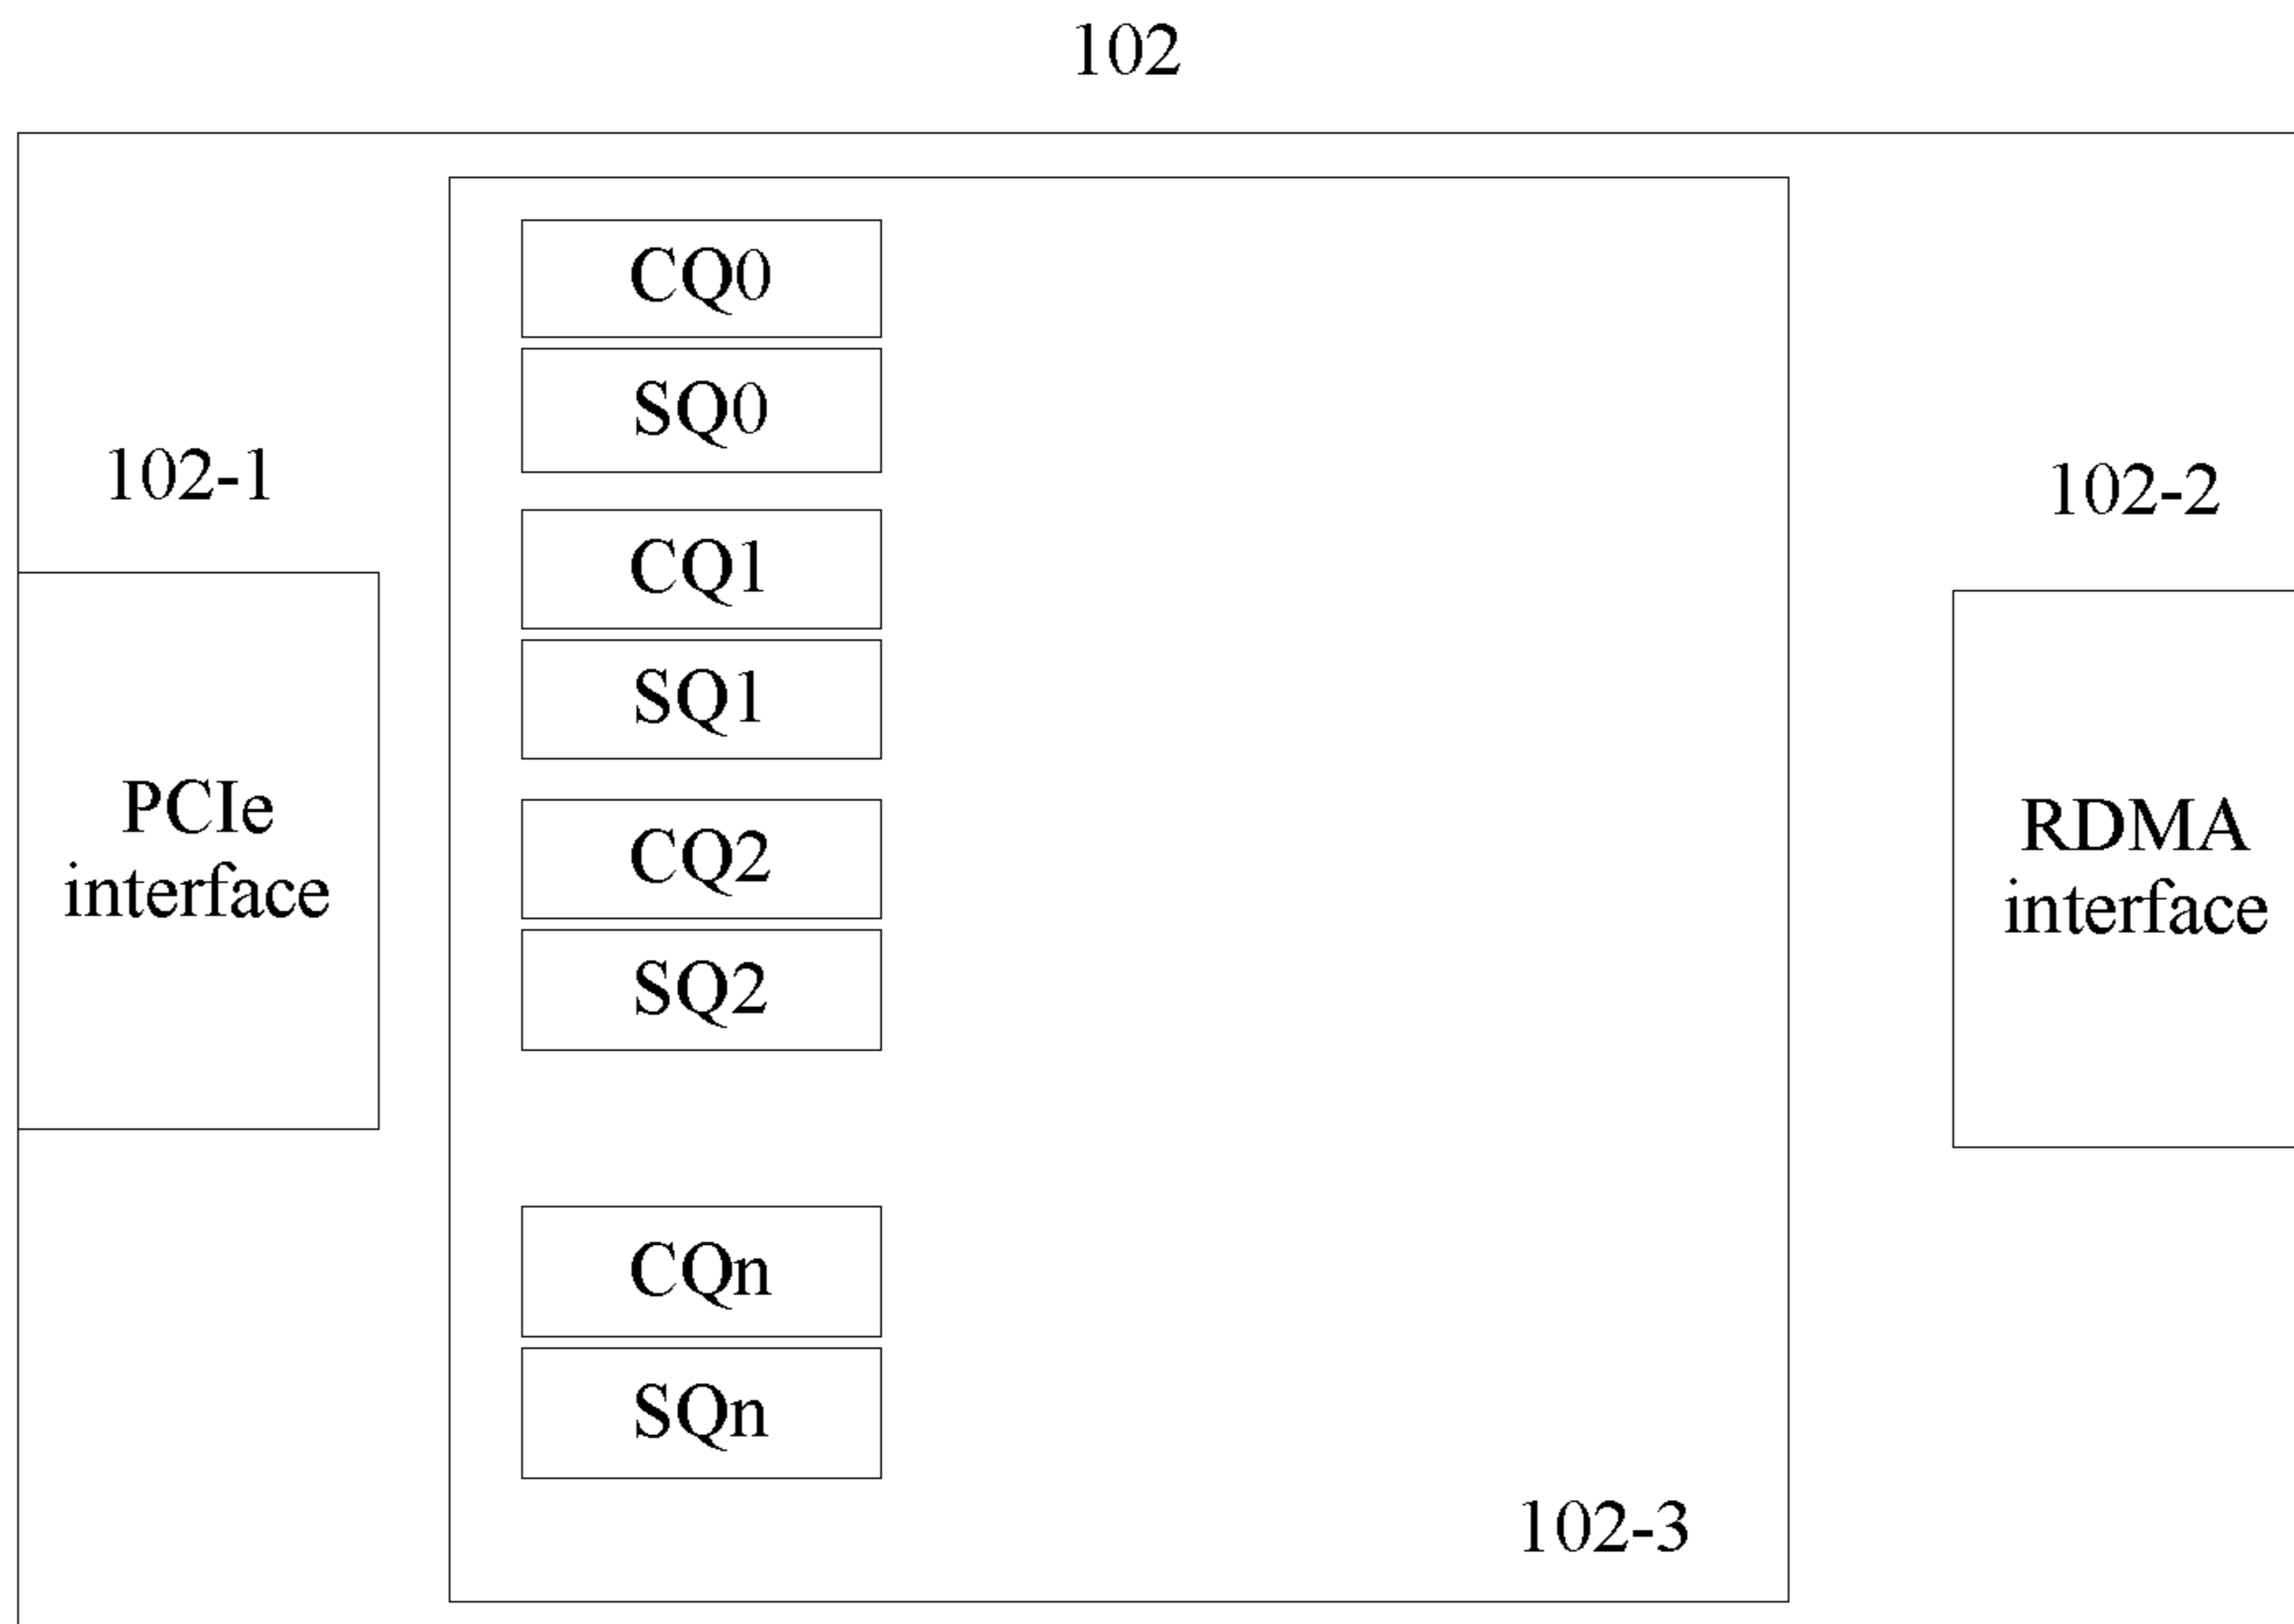 102
102-1
PCIe
interface
CQ0
SQ0
CQ1
SQ1
CQ2
SQ2
CQn
SQn
102-3
102-2
RDMA
interface